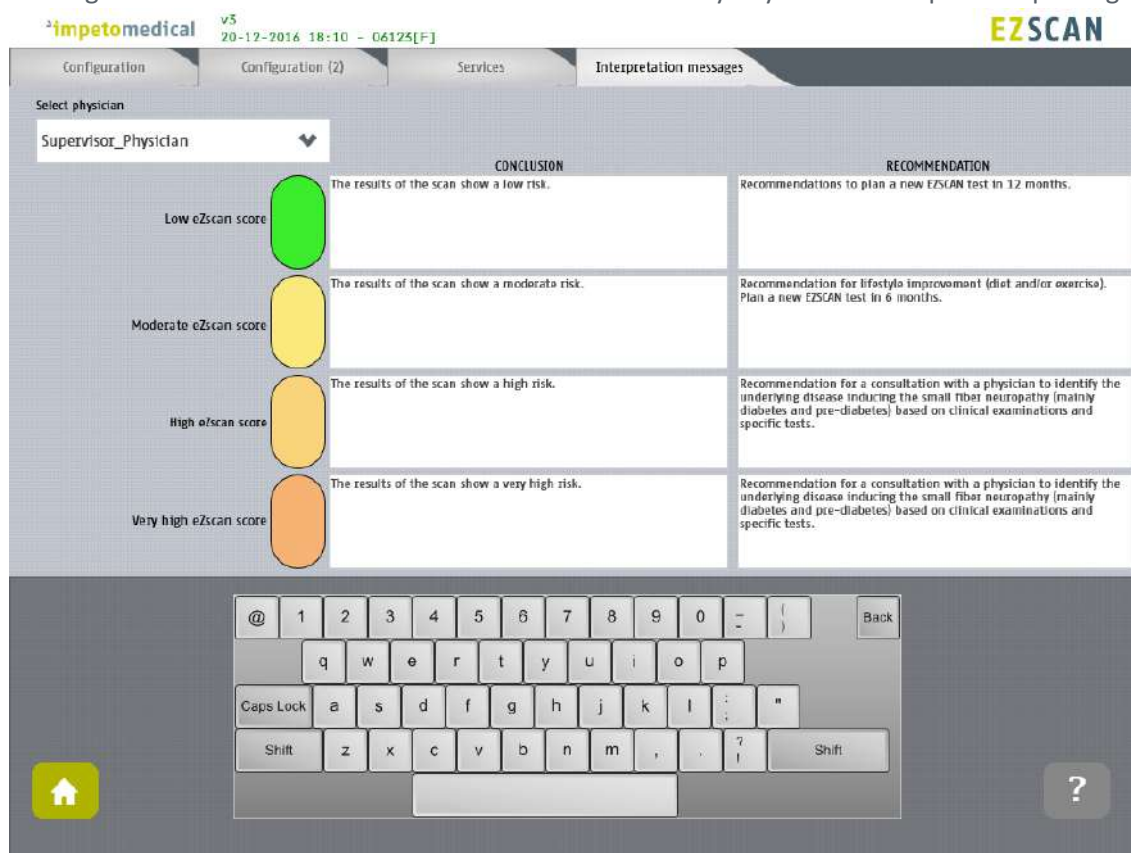 impetomedical
v3
20-12-2016 18:10 - 06123[F]
EZSCAN
Configuration
Configuration (2)
Services
Interpretation messages
Select physician
Supervisor_Physician
CONCLUSION
RECOMMENDATION
Low eZscan score
The results of the scan show a low risk.
Recommendations to plan a new EZSCAN test in 12 months.
Moderate eZscan score
The results of the scan show a moderate risk.
Recommendation for lifestyle improvement (diet and/or exercise).
Plan a new EZSCAN test in 6 months.
High eZscan score
The results of the scan show a high risk.
Recommendation for a consultation with a physician to identify the
underlying disease inducing the small fiber neuropathy (mainly
diabetes and pre-diabetes) based on clinical examinations and
specific tests.
Very high eZscan score
The results of the scan show a very high risk.
Recommendation for a consultation with a physician to identify the
underlying disease inducing the small fiber neuropathy (mainly
diabetes and pre-diabetes) based on clinical examinations and
specific tests.
@ 1 2 3 4 5 6 7 8 9 0 _ - ( ) Back
q w e r t y u i o p
Caps Lock a s d f g h j k l : ; "
Shift z x c v b n m , . ? ! Shift
?